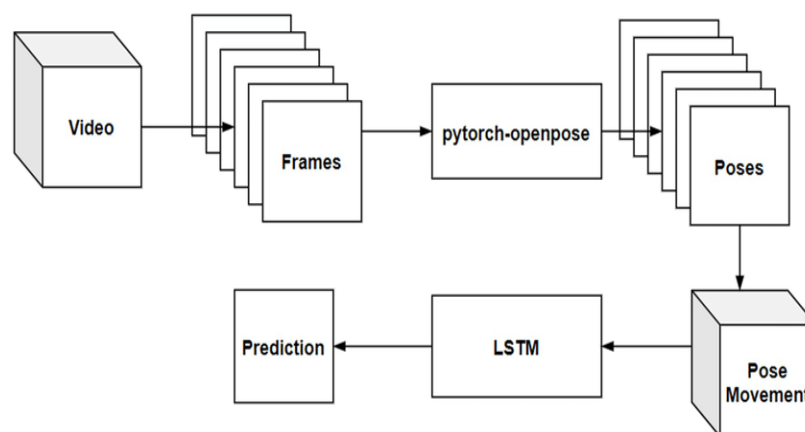 Video
Frames
pytorch-openpose
Poses
Prediction
LSTM
Pose
Movement